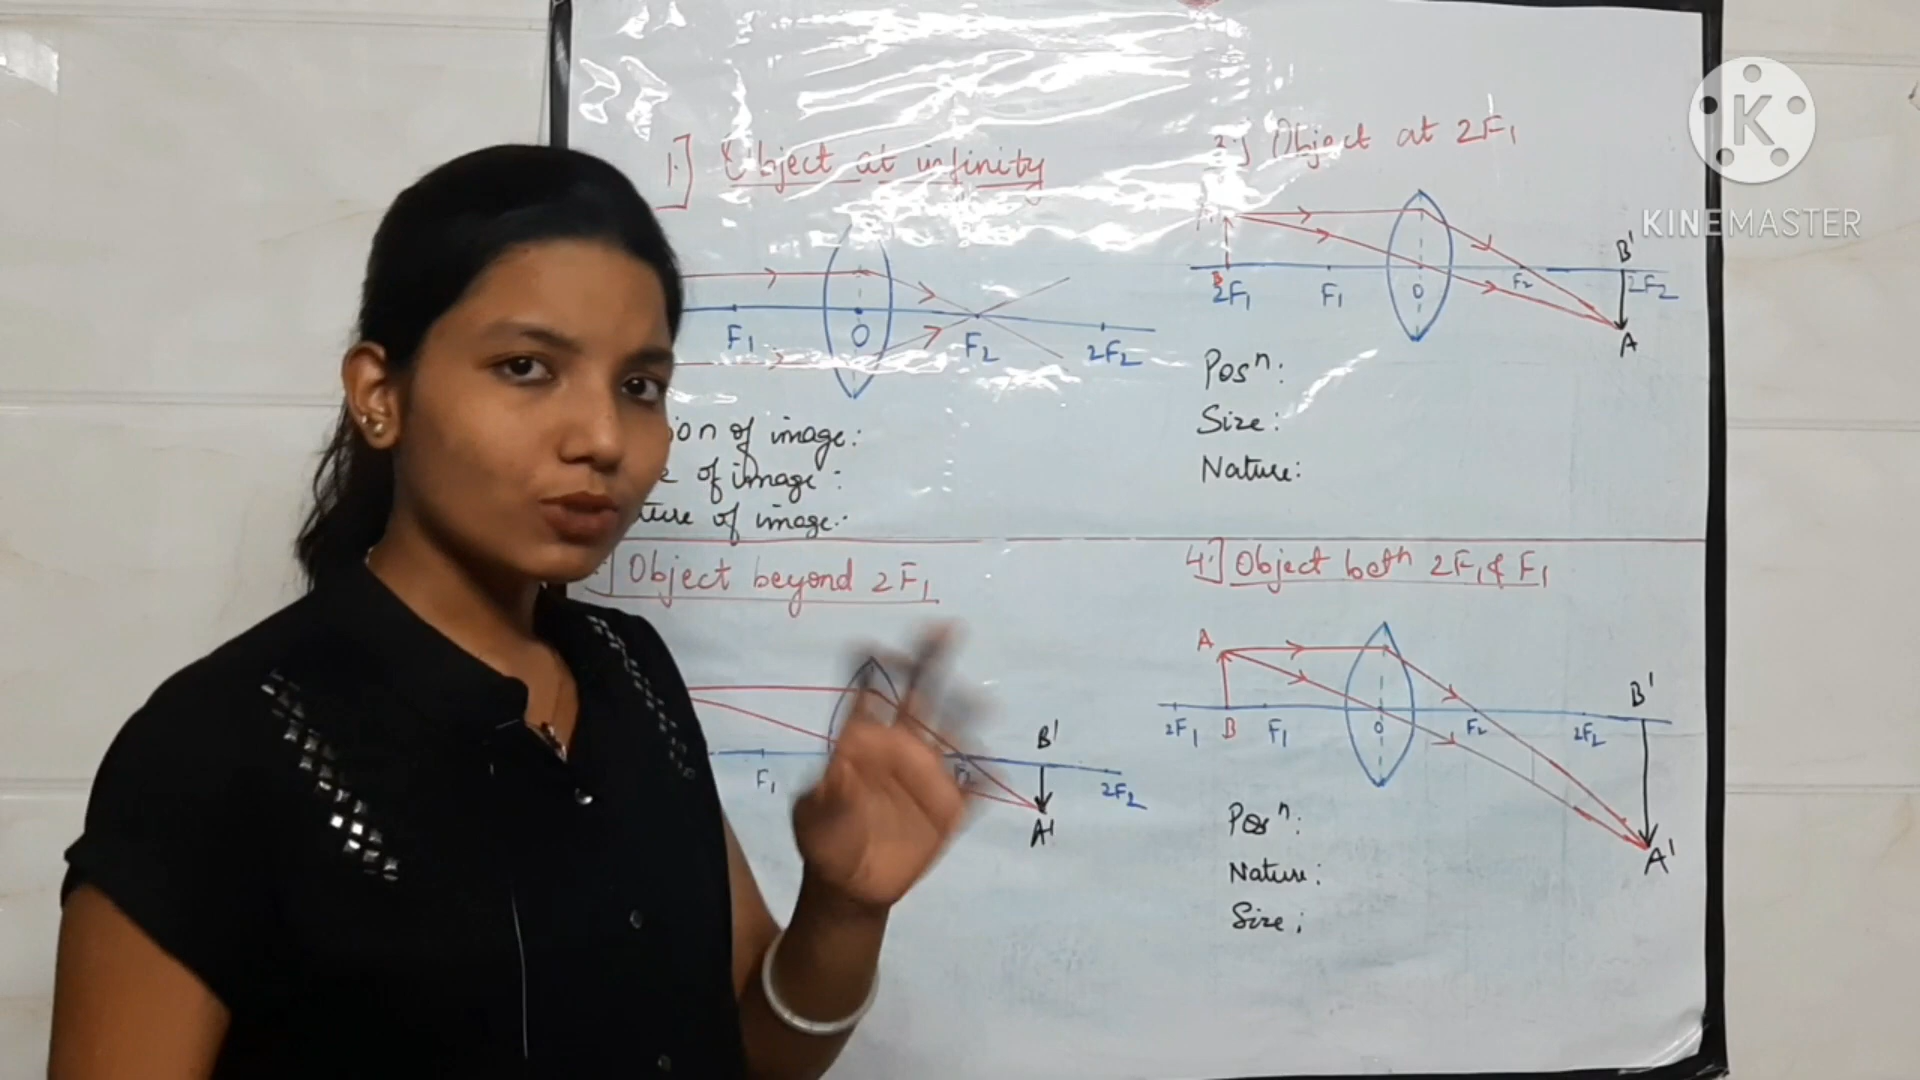 1.] Object at infinity
F1 O F2 2F2
ion of image:
of image:
ture of image:
3.] Object at 2F1
B B'
2F1 F1 O F2 2F2
A
Posn:
Size:
Nature:
] Object beyond 2F1
B'
F1 F2 2F2
A'
4.] Object betn 2F1 & F1
A B'
2F1 B F1 O F2 2F2
A'
Posn:
Nature:
Size:
K
KINEMASTER